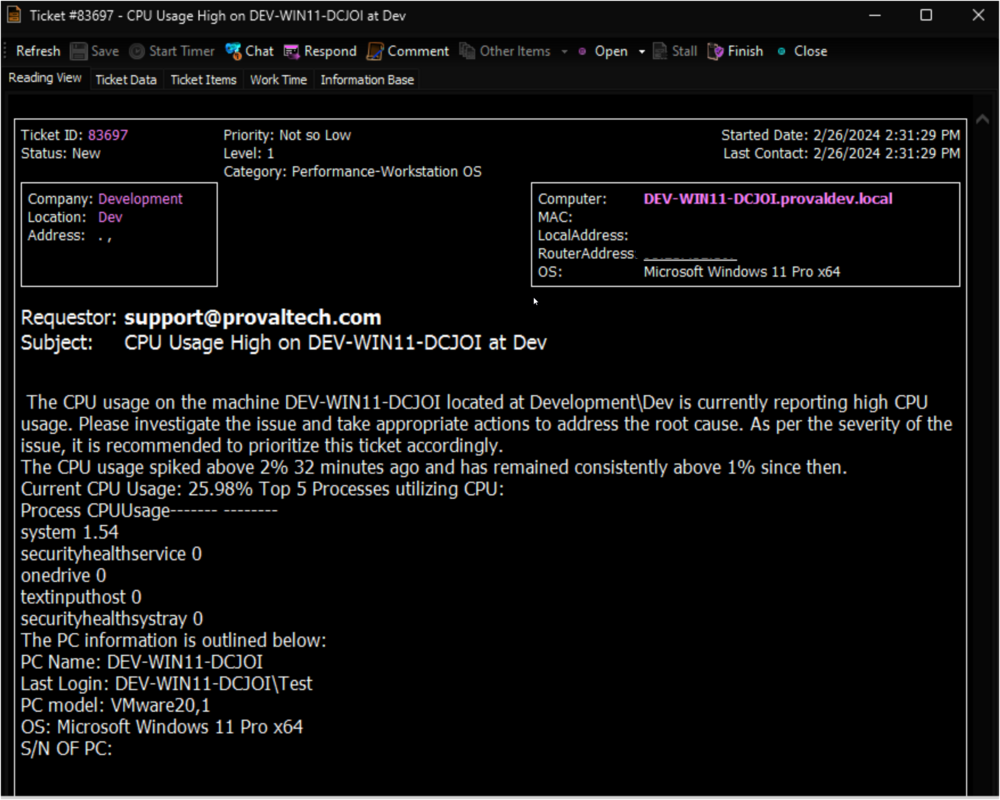 Ticket #83697 - CPU Usage High on DEV-WIN11-DCJOI at Dev
Refresh Save Start Timer Chat Respond Comment Other Items Open Stall Finish Close
Reading View Ticket Data Ticket Items Work Time Information Base
Ticket ID: 83697 Priority: Not so Low Started Date: 2/26/2024 2:31:29 PM
Status: New Level: 1 Last Contact: 2/26/2024 2:31:29 PM
Category: Performance-Workstation OS
Company: Development
Location: Dev
Address: . ,
Computer: DEV-WIN11-DCJOI.provaldev.local
MAC:
LocalAddress:
RouterAddress:
OS: Microsoft Windows 11 Pro x64
Requestor: support@provaltech.com
Subject: CPU Usage High on DEV-WIN11-DCJOI at Dev
The CPU usage on the machine DEV-WIN11-DCJOI located at Development\Dev is currently reporting high CPU
usage. Please investigate the issue and take appropriate actions to address the root cause. As per the severity of the
issue, it is recommended to prioritize this ticket accordingly.
The CPU usage spiked above 2% 32 minutes ago and has remained consistently above 1% since then.
Current CPU Usage: 25.98% Top 5 Processes utilizing CPU:
Process CPUUsage------- --------
system 1.54
securityhealthservice 0
onedrive 0
textinputhost 0
securityhealthsystray 0
The PC information is outlined below:
PC Name: DEV-WIN11-DCJOI
Last Login: DEV-WIN11-DCJOI\Test
PC model: VMware20,1
OS: Microsoft Windows 11 Pro x64
S/N OF PC: